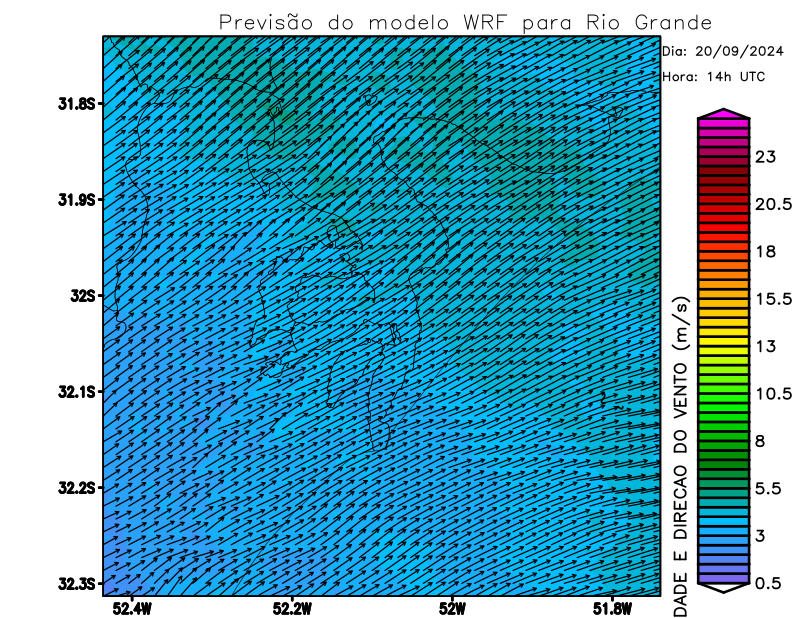 Previsão do modelo WRF para Rio Grande
Dia: 20/09/2024
Hora: 14h UTC
31.8S
31.9S
32S
32.1S
32.2S
32.3S
52.4W
52.2W
52W
51.8W
DADE E DIRECAO DO VENTO (m/s)
23
20.5
18
15.5
13
10.5
8
5.5
3
0.5